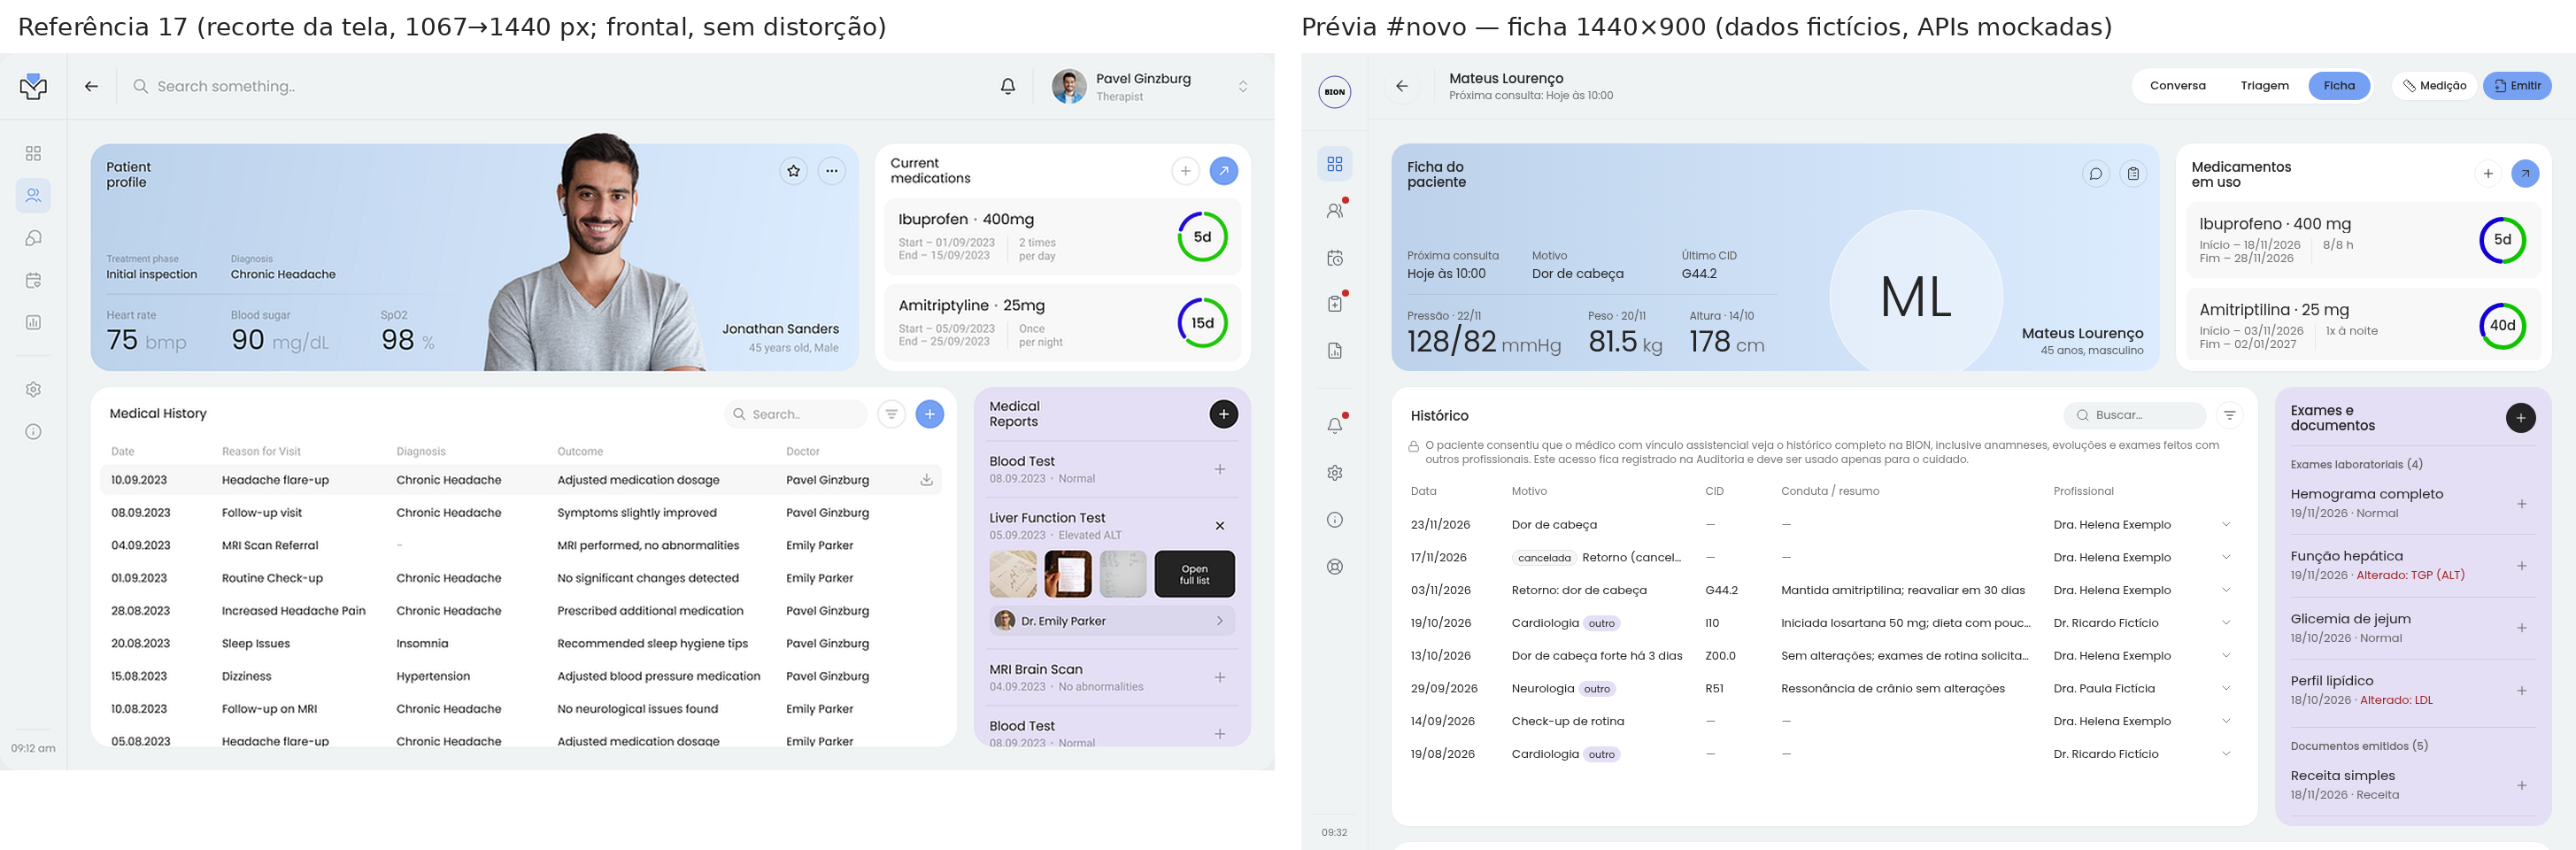 Referência 17 (recorte da tela, 1067→1440 px; frontal, sem distorção)
Search something..
Pavel Ginzburg
Therapist
Patient
profile
Treatment phase
Initial inspection
Diagnosis
Chronic Headache
Heart rate
75 bmp
Blood sugar
90 mg/dL
SpO2
98 %
Jonathan Sanders
45 years old, Male
Current
medications
Ibuprofen · 400mg
Start – 01/09/2023
End – 15/09/2023
2 times
per day
5d
Amitriptyline · 25mg
Start – 05/09/2023
End – 25/09/2023
Once
per night
15d
Medical History
Search..
Date Reason for Visit Diagnosis Outcome Doctor
10.09.2023 Headache flare-up Chronic Headache Adjusted medication dosage Pavel Ginzburg
08.09.2023 Follow-up visit Chronic Headache Symptoms slightly improved Pavel Ginzburg
04.09.2023 MRI Scan Referral - MRI performed, no abnormalities Emily Parker
01.09.2023 Routine Check-up Chronic Headache No significant changes detected Emily Parker
28.08.2023 Increased Headache Pain Chronic Headache Prescribed additional medication Pavel Ginzburg
20.08.2023 Sleep Issues Insomnia Recommended sleep hygiene tips Pavel Ginzburg
15.08.2023 Dizziness Hypertension Adjusted blood pressure medication Pavel Ginzburg
10.08.2023 Follow-up on MRI Chronic Headache No neurological issues found Emily Parker
05.08.2023 Headache flare-up Chronic Headache Adjusted medication dosage Emily Parker
Medical
Reports
Blood Test
08.09.2023 · Normal
Liver Function Test
05.09.2023 · Elevated ALT
Open
full list
Dr. Emily Parker
MRI Brain Scan
04.09.2023 · No abnormalities
Blood Test
08.09.2023 · Normal
09:12 am
Prévia #novo — ficha 1440×900 (dados fictícios, APIs mockadas)
BION
Mateus Lourenço
Próxima consulta: Hoje às 10:00
Conversa
Triagem
Ficha
Medição
Emitir
Ficha do
paciente
Próxima consulta
Hoje às 10:00
Motivo
Dor de cabeça
Último CID
G44.2
Pressão · 22/11
128/82 mmHg
Peso · 20/11
81.5 kg
Altura · 14/10
178 cm
ML
Mateus Lourenço
45 anos, masculino
Medicamentos
em uso
Ibuprofeno · 400 mg
Início – 18/11/2026
Fim – 28/11/2026
8/8 h
5d
Amitriptilina · 25 mg
Início – 03/11/2026
Fim – 02/01/2027
1x à noite
40d
Histórico
Buscar...
O paciente consentiu que o médico com vínculo assistencial veja o histórico completo na BION, inclusive anamneses, evoluções e exames feitos com
outros profissionais. Este acesso fica registrado na Auditoria e deve ser usado apenas para o cuidado.
Data Motivo CID Conduta / resumo Profissional
23/11/2026 Dor de cabeça — — Dra. Helena Exemplo
17/11/2026 cancelada Retorno (cancel... — — Dra. Helena Exemplo
03/11/2026 Retorno: dor de cabeça G44.2 Mantida amitriptilina; reavaliar em 30 dias Dra. Helena Exemplo
19/10/2026 Cardiologia outro I10 Iniciada losartana 50 mg; dieta com pouc... Dr. Ricardo Fictício
13/10/2026 Dor de cabeça forte há 3 dias Z00.0 Sem alterações; exames de rotina solicita... Dra. Helena Exemplo
29/09/2026 Neurologia outro R51 Ressonância de crânio sem alterações Dra. Paula Fictícia
14/09/2026 Check-up de rotina — — Dra. Helena Exemplo
19/08/2026 Cardiologia outro — — Dr. Ricardo Fictício
Exames e
documentos
Exames laboratoriais (4)
Hemograma completo
19/11/2026 · Normal
Função hepática
19/11/2026 · Alterado: TGP (ALT)
Glicemia de jejum
18/10/2026 · Normal
Perfil lipídico
18/10/2026 · Alterado: LDL
Documentos emitidos (5)
Receita simples
18/11/2026 · Receita
09:32